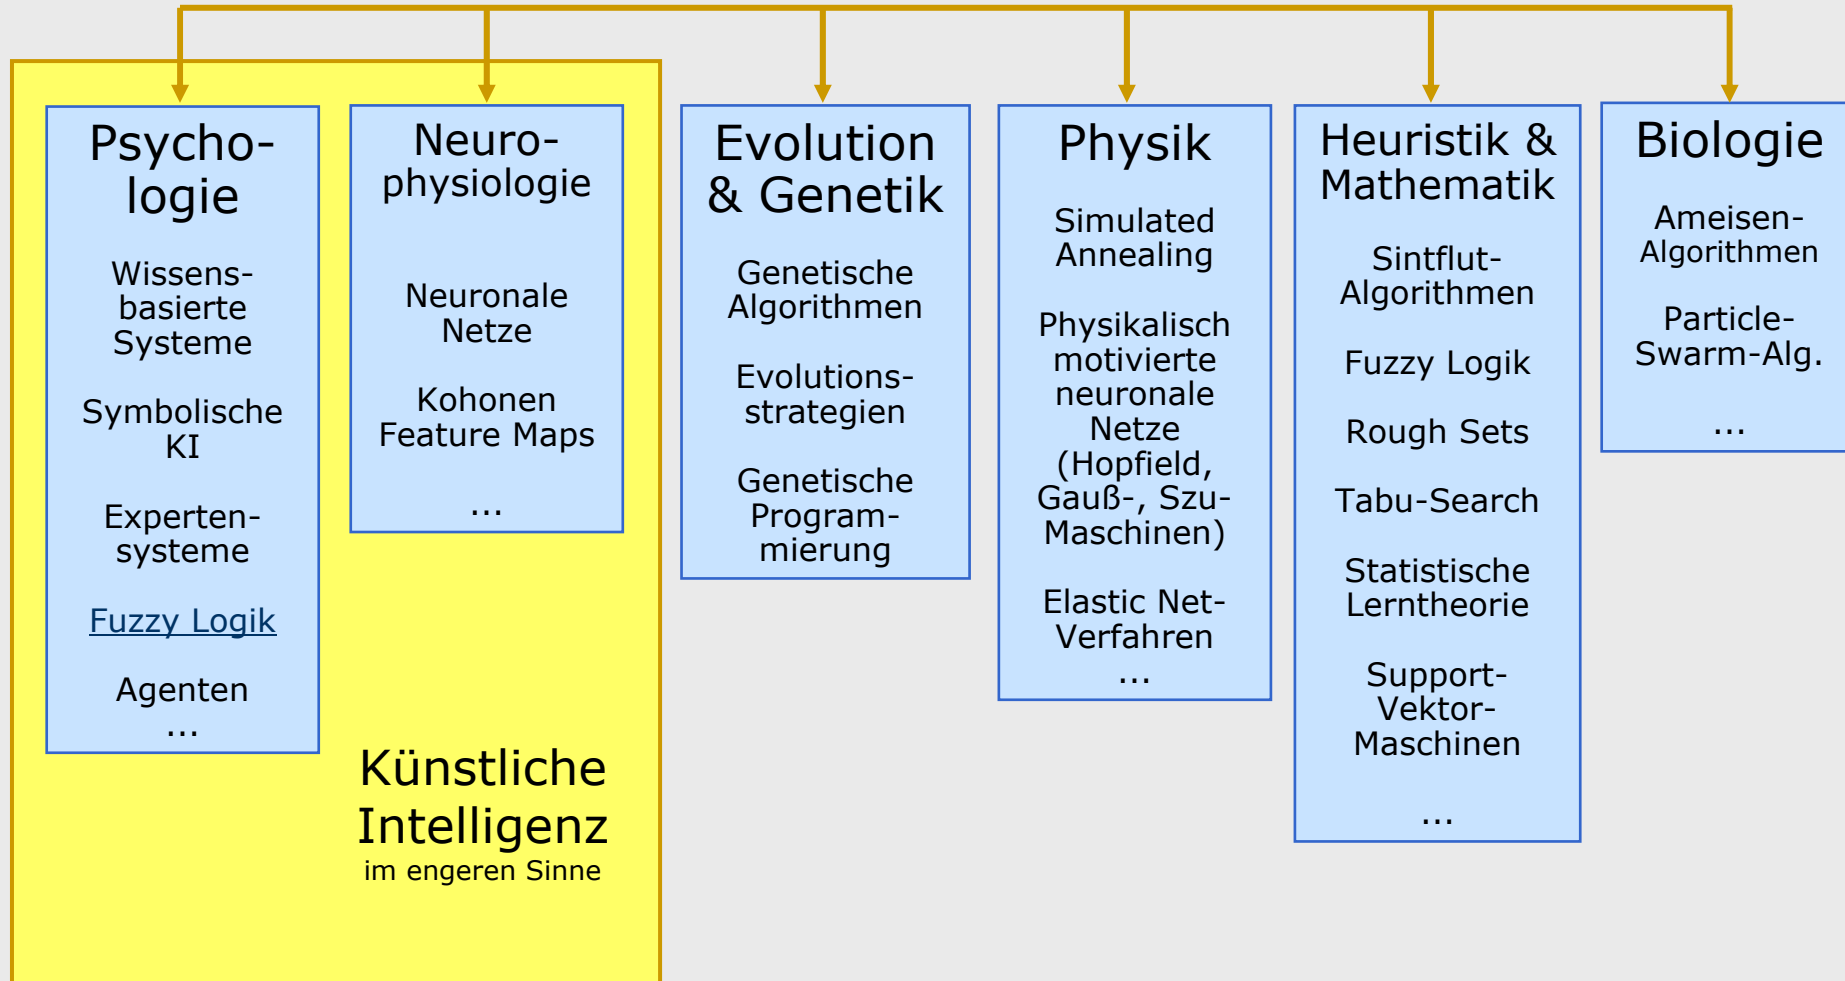 Psycho-
logie
Wissens-
basierte
Systeme
Symbolische
KI
Experten-
systeme
Fuzzy Logik
Agenten
...
Neuro-
physiologie
Neuronale
Netze
Kohonen
Feature Maps
...
Künstliche
Intelligenz
im engeren Sinne
Evolution
& Genetik
Genetische
Algorithmen
Evolutions-
strategien
Genetische
Program-
mierung
Physik
Simulated
Annealing
Physikalisch
motivierte
neuronale
Netze
(Hopfield,
Gauß-, Szu-
Maschinen)
Elastic Net-
Verfahren
...
Heuristik &
Mathematik
Sintflut-
Algorithmen
Fuzzy Logik
Rough Sets
Tabu-Search
Statistische
Lerntheorie
Support-
Vektor-
Maschinen
...
Biologie
Ameisen-
Algorithmen
Particle-
Swarm-Alg.
...